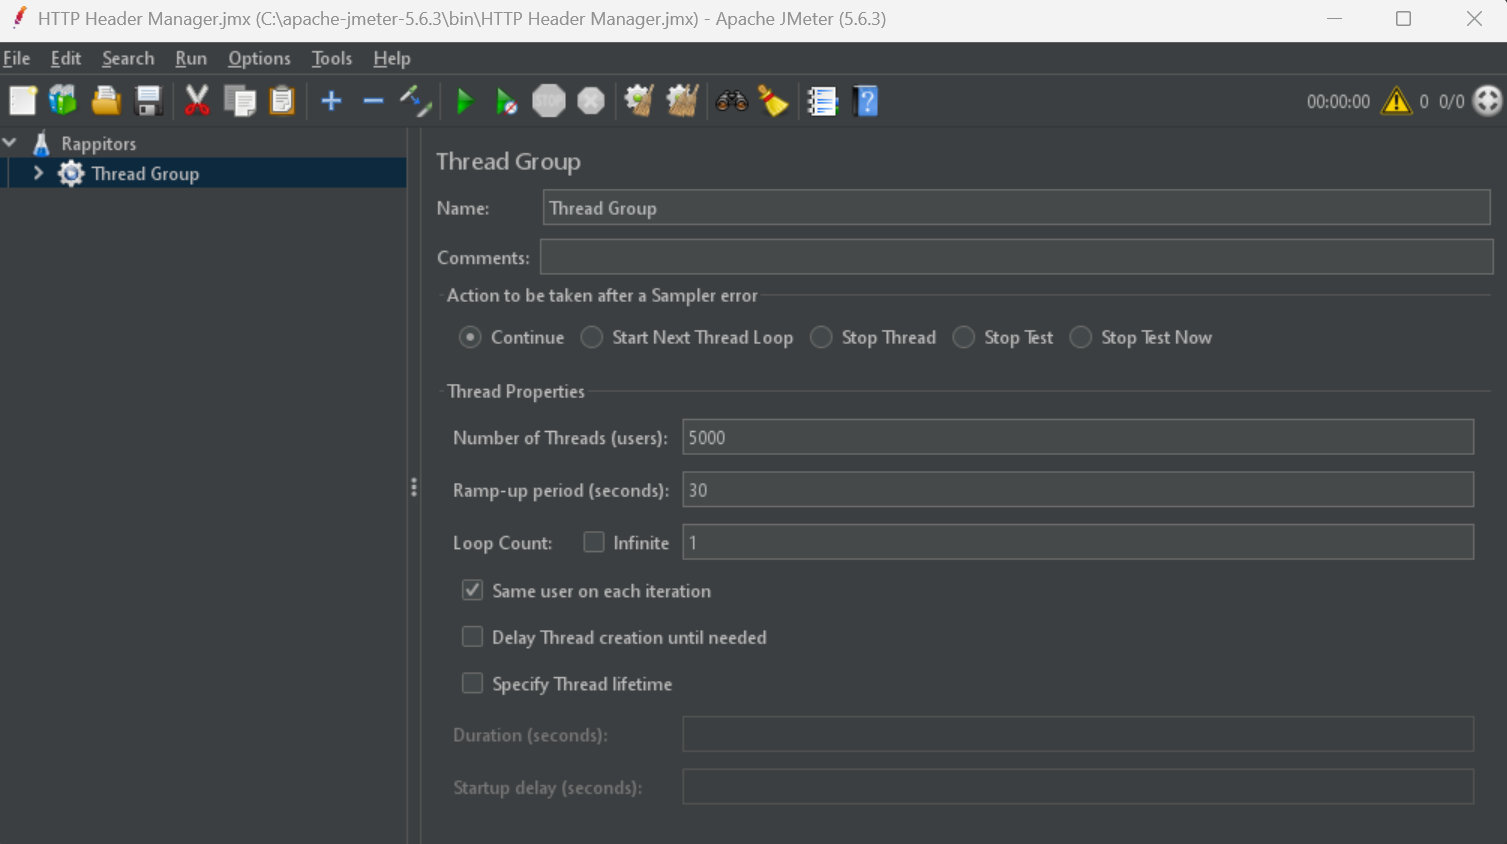 HTTP Header Manager.jmx (C:\apache-jmeter-5.6.3\bin\HTTP Header Manager.jmx) - Apache JMeter (5.6.3)
File Edit Search Run Options Tools Help
STOP 00:00:00 0 0/0
Rappitors
Thread Group
Thread Group
Name: Thread Group
Comments:
Action to be taken after a Sampler error
Continue Start Next Thread Loop Stop Thread Stop Test Stop Test Now
Thread Properties
Number of Threads (users): 5000
Ramp-up period (seconds): 30
Loop Count: Infinite 1
Same user on each iteration
Delay Thread creation until needed
Specify Thread lifetime
Duration (seconds):
Startup delay (seconds):